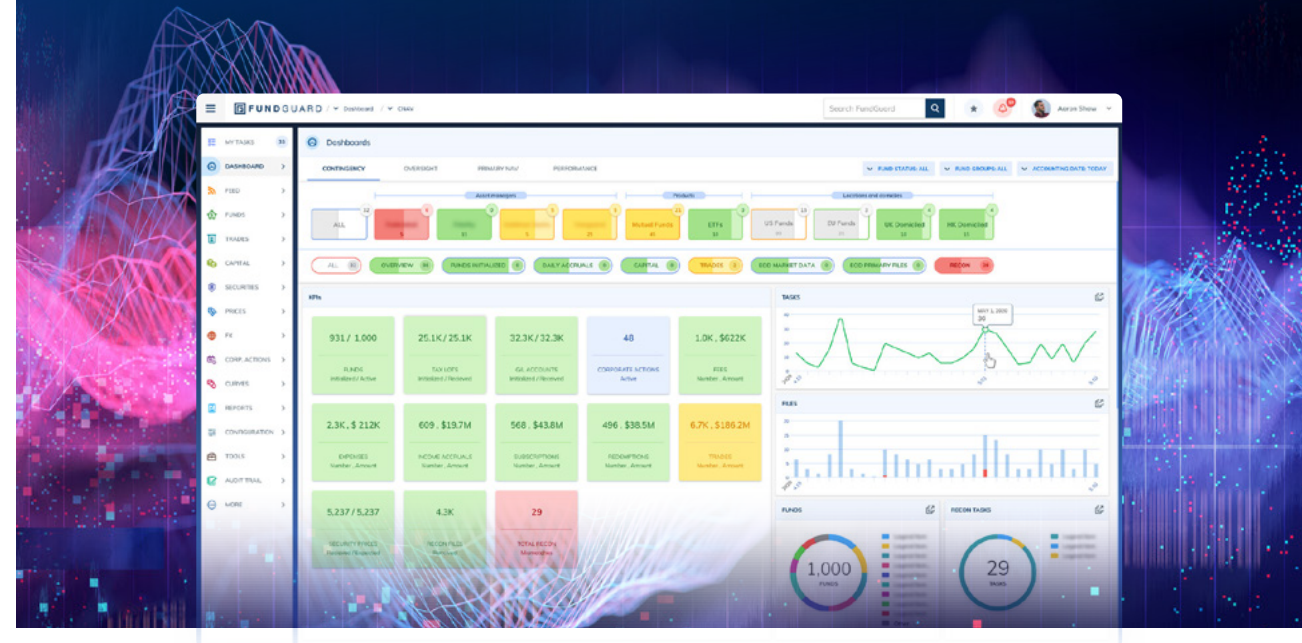 FUNDGUARD / Dashboard / CNAV
Search FundGuard
Aaron Shaw
MY TASKS
DASHBOARD
FEED
FUNDS
TRADES
CAPITAL
SECURITIES
PRICES
FX
CORP. ACTIONS
CURVES
REPORTS
CONFIGURATION
TOOLS
AUDIT TRAIL
MORE
Dashboards
CONTINGENCY OVERSIGHT PRIMARY NAV PERFORMANCE
FUND STATUS: ALL FUND GROUPS: ALL ACCOUNTING DATE: TODAY
Asset managers Products Locations and domiciles
ALL
Mutual Funds
ETFs
US Funds
UK Domiciled
ALL OVERVIEW FUNDS INITIALIZED DAILY ACCRUALS CAPITAL TRADES EOD MARKET DATA EOD PRIMARY FILES RECON
KPIs
931 / 1,000 25.1K / 25.1K 32.3K / 32.3K 48 1.0K , $622K
FUNDS TAX LOTS G/L ACCOUNTS CORPORATE ACTIONS FEES
Initialized / Active Initialized / Received Initialized / Received Active Number , Amount
2.3K , $ 212K 609 , $19.7M 568 , $43.8M 496 , $38.5M 6.7K , $186.2M
EXPENSES INCOME ACCRUALS SUBSCRIPTIONS REDEMPTIONS TRADES
Number , Amount Number , Amount Number , Amount Number , Amount Number , Amount
5,237 / 5,237 4.3K 29
SECURITY PRICES RECON FILES TOTAL RECON
Received / Expected
TASKS
MAY 1, 2020
FILES
FUNDS
1,000
FUNDS
RECON TASKS
29
TASKS